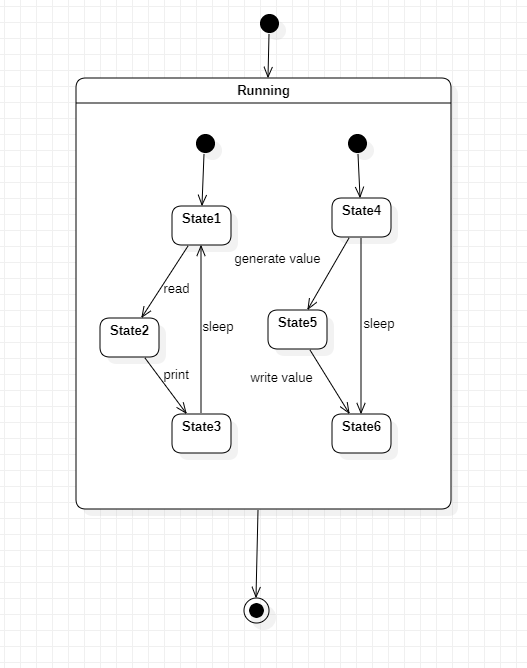 Running
State1
State4
generate value
read
State2
State5
sleep
sleep
print
write value
State3
State6